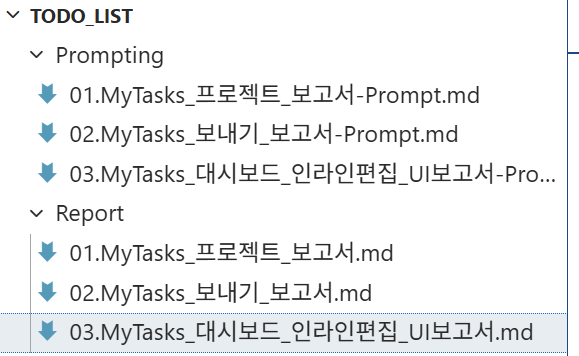 TODO_LIST
Prompting
01.MyTasks_프로젝트_보고서-Prompt.md
02.MyTasks_보내기_보고서-Prompt.md
03.MyTasks_대시보드_인라인편집_UI보고서-Pro...
Report
01.MyTasks_프로젝트_보고서.md
02.MyTasks_보내기_보고서.md
03.MyTasks_대시보드_인라인편집_UI보고서.md